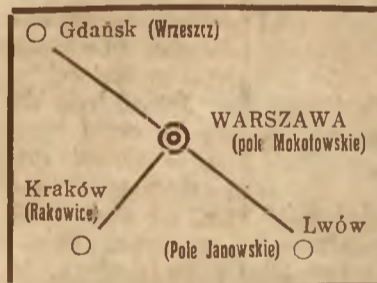 Gdańsk (Wrzeszcz)
WARSZAWA
(pole Mokotowskie)
Kraków
(Rakowice)
Lwów
(Pole Janowskie)